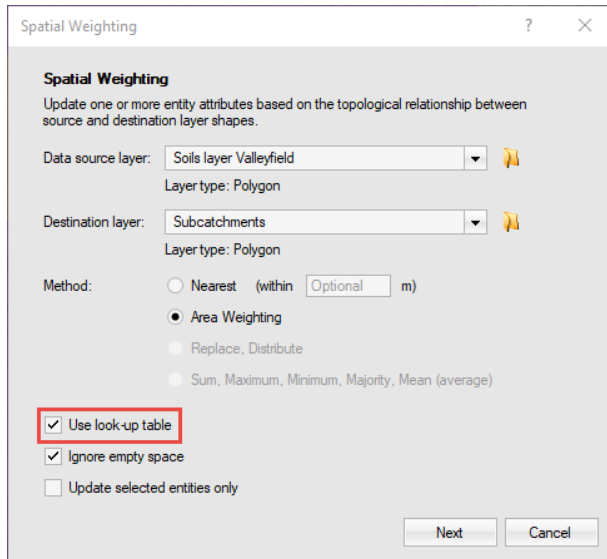 Spatial Weighting
?
Spatial Weighting
Update one or more entity attributes based on the topological relationship between
source and destination layer shapes.
Data source layer: Soils layer Valleyfield
Layer type: Polygon
Destination layer: Subcatchments
Layer type: Polygon
Method: Nearest (within Optional m)
Area Weighting
Replace, Distribute
Sum, Maximum, Minimum, Majority, Mean (average)
Use look-up table
Ignore empty space
Update selected entities only
Next Cancel